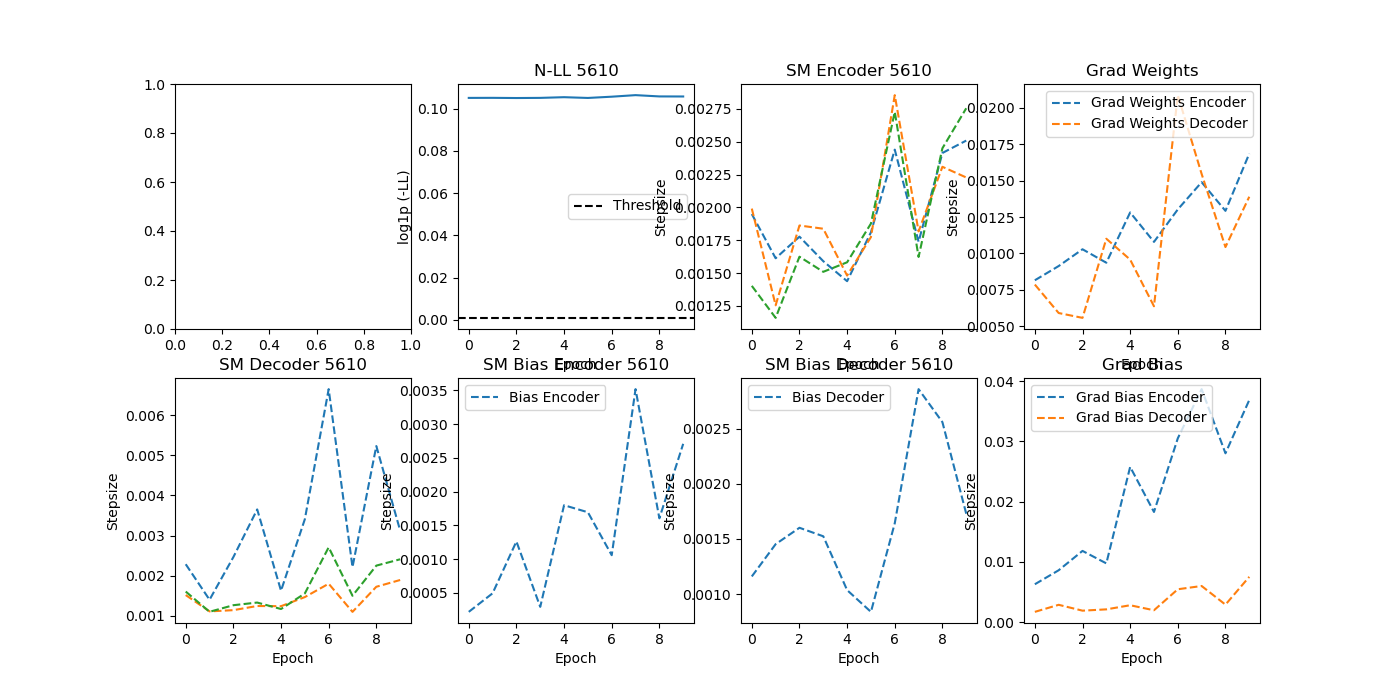 N-LL 5610
SM Encoder 5610
Grad Weights
1.0
0.8
0.6
0.4
0.2
0.0
0.0 0.2 0.4 0.6 0.8 1.0
log1p (-LL)
0.10
0.08
0.06
0.04
0.02
0.00
Threshold
0 2 4 6 8
Epoch
Stepsize
0.00275
0.00250
0.00225
0.00200
0.00175
0.00150
0.00125
0 2 4 6 8
Epoch
Stepsize
0.0200
0.0175
0.0150
0.0125
0.0100
0.0075
0.0050
Grad Weights Encoder
Grad Weights Decoder
0 2 4 6 8
Epoch
SM Decoder 5610
SM Bias Encoder 5610
SM Bias Decoder 5610
Grad Bias
Stepsize
0.006
0.005
0.004
0.003
0.002
0.001
0 2 4 6 8
Epoch
Stepsize
0.0035
0.0030
0.0025
0.0020
0.0015
0.0010
0.0005
Bias Encoder
0 2 4 6 8
Epoch
Stepsize
0.0025
0.0020
0.0015
0.0010
Bias Decoder
0 2 4 6 8
Epoch
Stepsize
0.04
0.03
0.02
0.01
0.00
Grad Bias Encoder
Grad Bias Decoder
0 2 4 6 8
Epoch